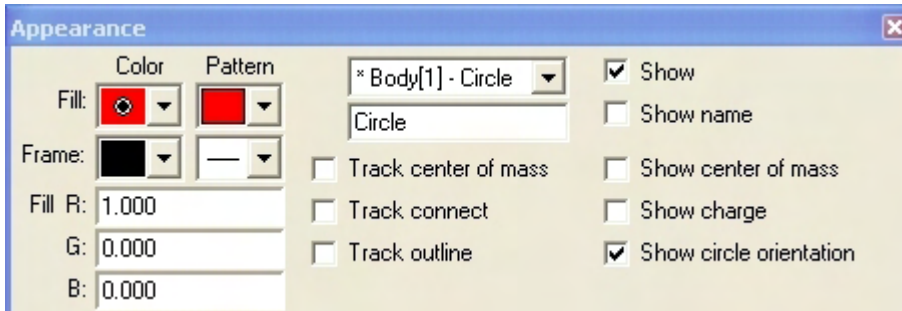 Appearance
Color Pattern
Fill:
Frame:
Fill R: 1.000
G: 0.000
B: 0.000
* Body[1] - Circle
Circle
Track center of mass
Track connect
Track outline
Show
Show name
Show center of mass
Show charge
Show circle orientation